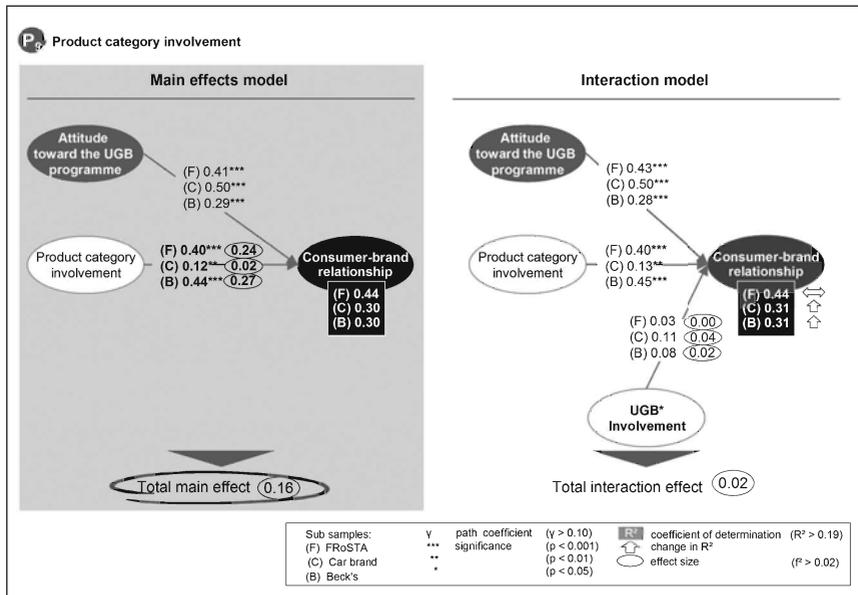 P9 Product category involvement
Main effects model
Attitude
toward the UGB
programme
(F) 0.41***
(C) 0.50***
(B) 0.29***
Product category
involvement
(F) 0.40*** 0.24
(C) 0.12** 0.02
(B) 0.44*** 0.27
Consumer-brand
relationship
(F) 0.44
(C) 0.30
(B) 0.30
Total main effect 0.16
Interaction model
Attitude
toward the UGB
programme
(F) 0.43***
(C) 0.50***
(B) 0.28***
Product category
involvement
(F) 0.40***
(C) 0.13**
(B) 0.45***
Consumer-brand
relationship
(F) 0.44
(C) 0.31
(B) 0.31
(F) 0.03 0.00
(C) 0.11 0.04
(B) 0.08 0.02
UGB*
Involvement
Total interaction effect 0.02
Sub samples:
(F) FRoSTA
(C) Car brand
(B) Beck's
γ path coefficient (γ > 0.10)
*** significance (p < 0.001)
** (p < 0.01)
* (p < 0.05)
R² coefficient of determination (R² > 0.19)
change in R²
effect size (f² > 0.02)